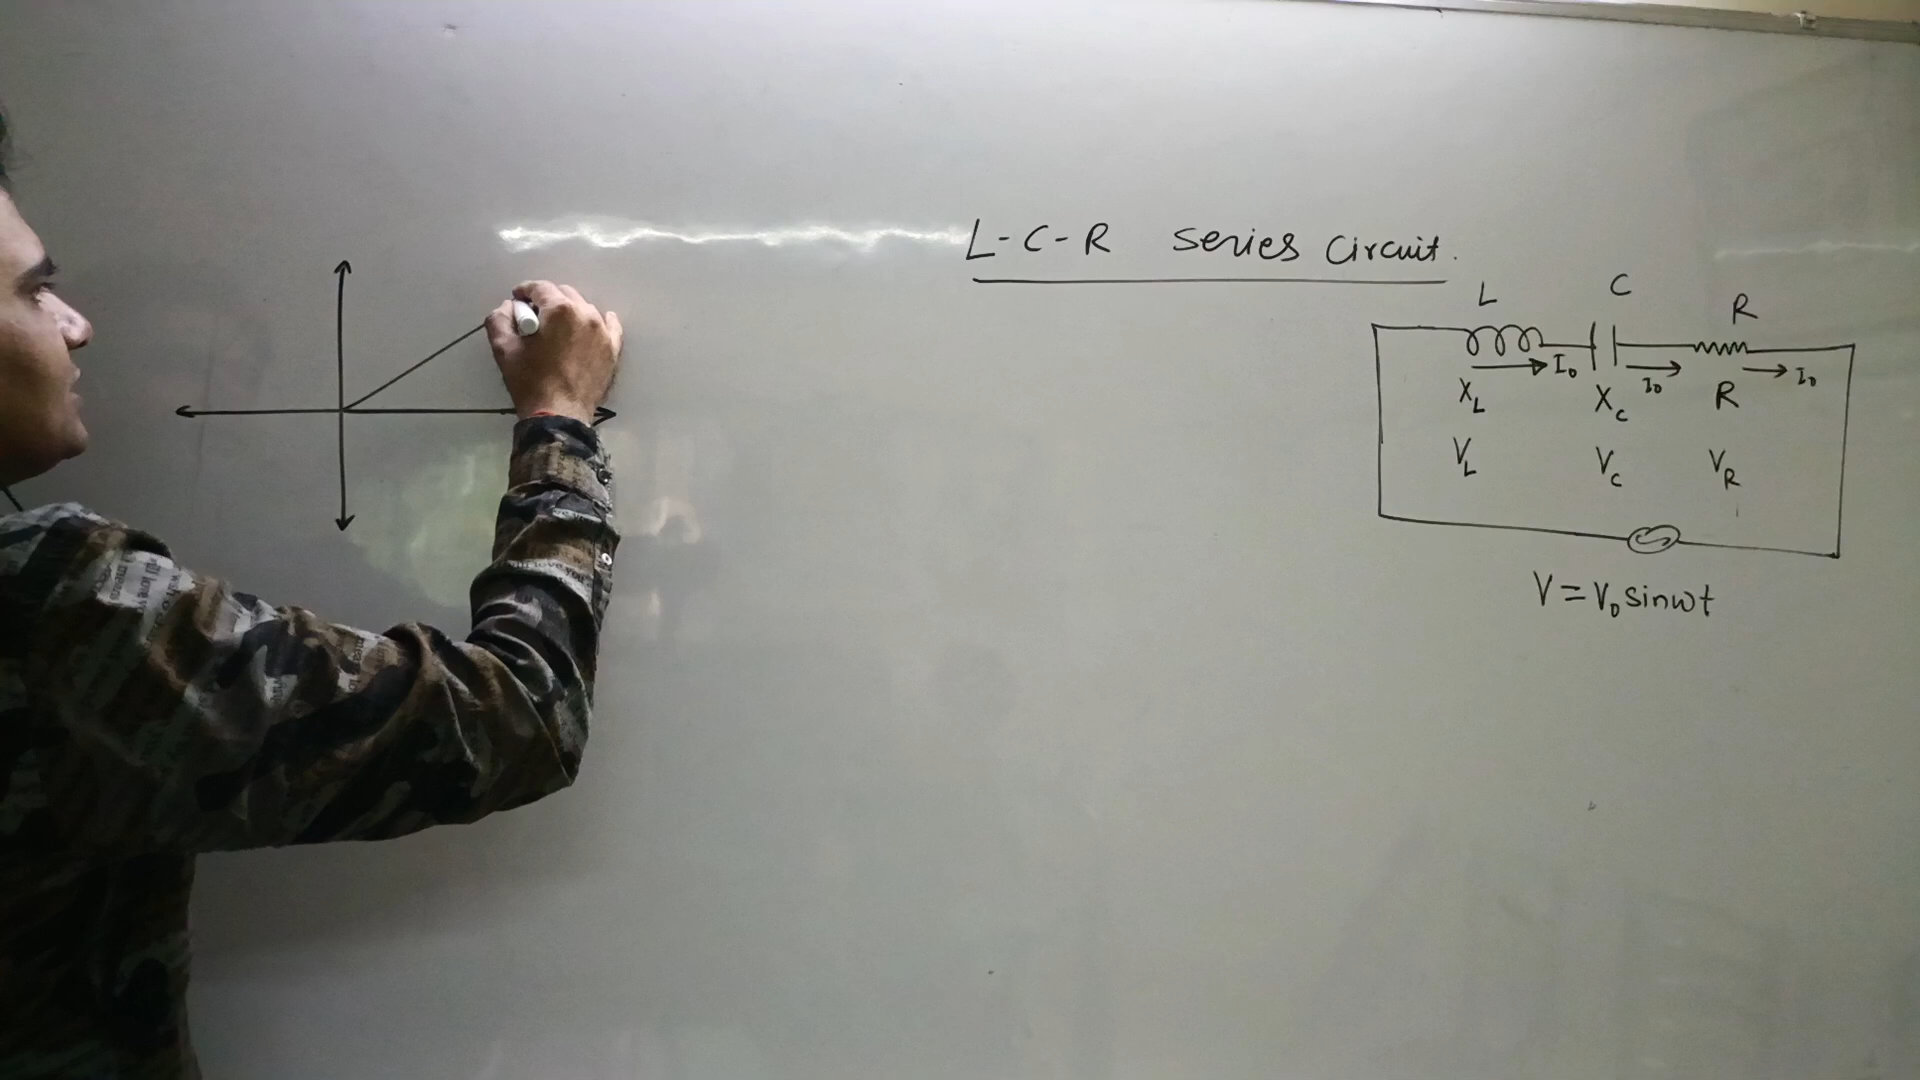 L-C-R series circuit.
L C R
I₀ I₀ I₀
X_L X_c R
V_L V_c V_R
V = V₀ sinωt